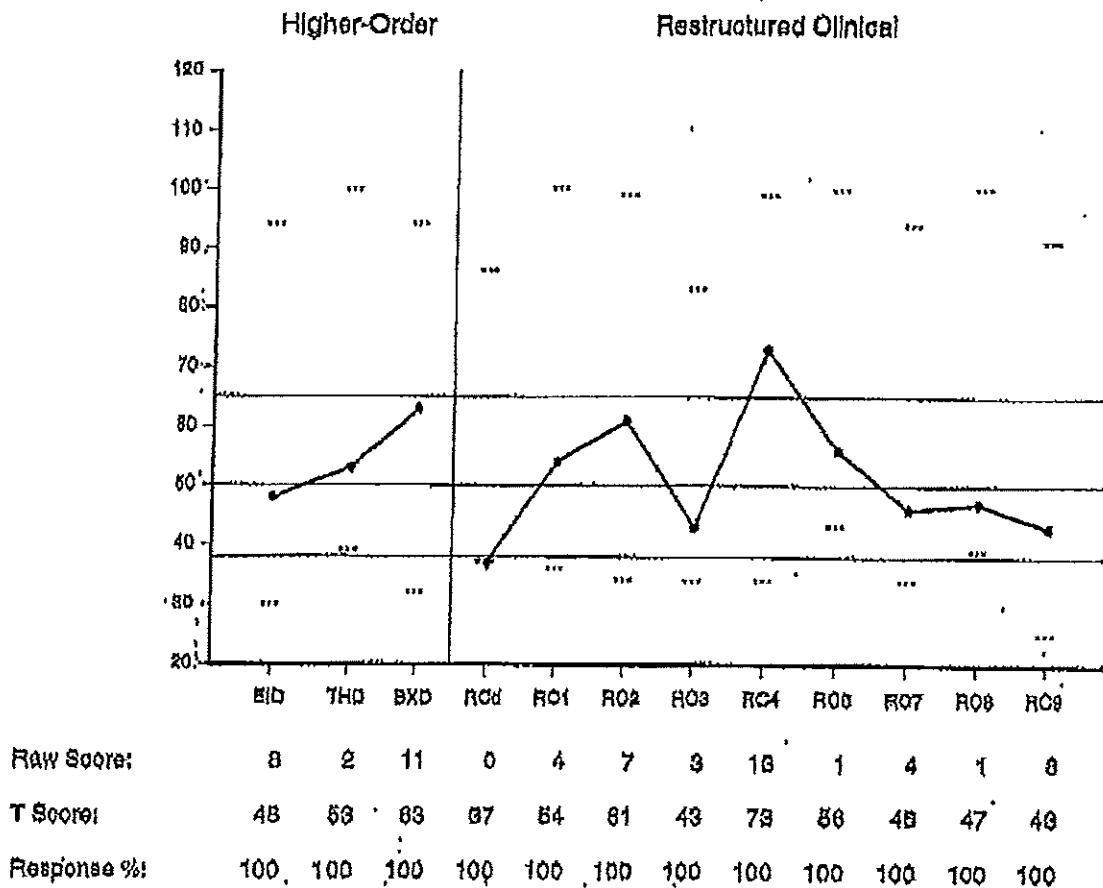 Higher-Order Restructured Clinical
120
110
100
90
80
70
60
50
40
30
20
EID THD BXD RCd RC1 RC2 RC3 RC4 RC6 RC7 RC8 RC9
Raw Score: 8 2 11 0 4 7 3 13 1 4 1
T Score: 48 53 63 37 54 61 43 73 56 47 43
Response %: 100 100 100 100 100 100 100 100 100 100 100 100